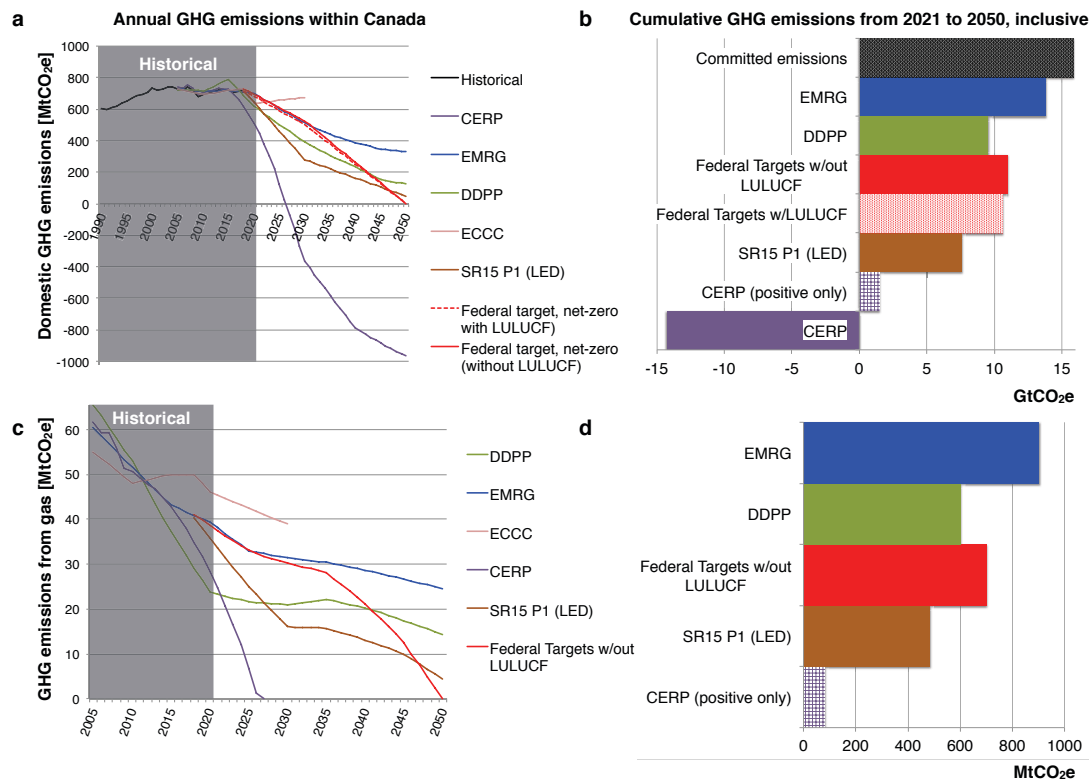 a
Annual GHG emissions within Canada
Domestic GHG emissions [MtCO₂e]
1000
800
600
400
200
0
-200
-400
-600
-800
-1000
Historical
1990
1995
2000
2005
2010
2015
2020
2025
2030
2035
2040
2045
2050
Historical
CERP
EMRG
DDPP
ECCC
SR15 P1 (LED)
Federal target, net-zero
with LULUCF)
Federal target, net-zero
(without LULUCF)
b
Cumulative GHG emissions from 2021 to 2050, inclusive
Committed emissions
EMRG
DDPP
Federal Targets w/out
LULUCF
Federal Targets w/LULUCF
SR15 P1 (LED)
CERP (positive only)
CERP
-15
-10
-5
0
5
10
15
GtCO₂e
c
GHG emissions from gas [MtCO₂e]
60
50
40
30
20
10
0
Historical
2005
2010
2015
2020
2025
2030
2035
2040
2045
2050
DDPP
EMRG
ECCC
CERP
SR15 P1 (LED)
Federal Targets w/out
LULUCF
d
EMRG
DDPP
Federal Targets w/out
LULUCF
SR15 P1 (LED)
CERP (positive only)
0
200
400
600
800
1000
MtCO₂e